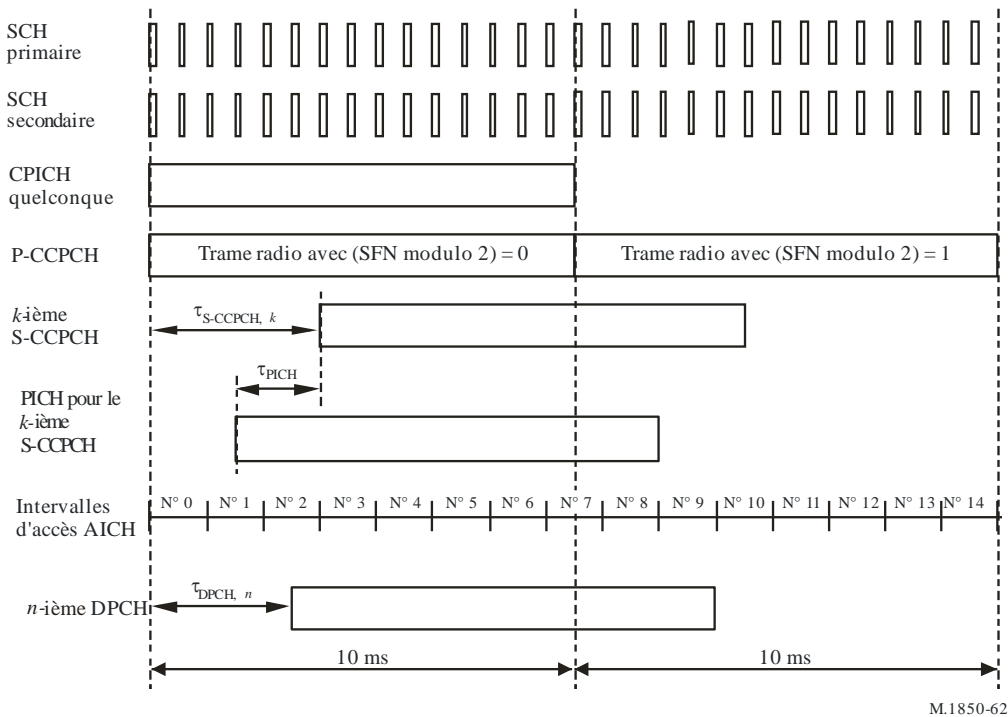 SCH
primaire
SCH
secondaire
CPICH
quelconque
P-CCPCH
Trame radio avec (SFN modulo 2) = 0
Trame radio avec (SFN modulo 2) = 1
k-ième
S-CCPCH
τS-CCPCH, k
τPICH
PICH pour le
k-ième
S-CCPCH
Intervalles
d'accès AICH
N° 0 N° 1 N° 2 N° 3 N° 4 N° 5 N° 6 N° 7 N° 8 N° 9 N° 10 N° 11 N° 12 N° 13 N° 14
τDPCH, n
n-ième DPCH
10 ms
10 ms
M.1850-62